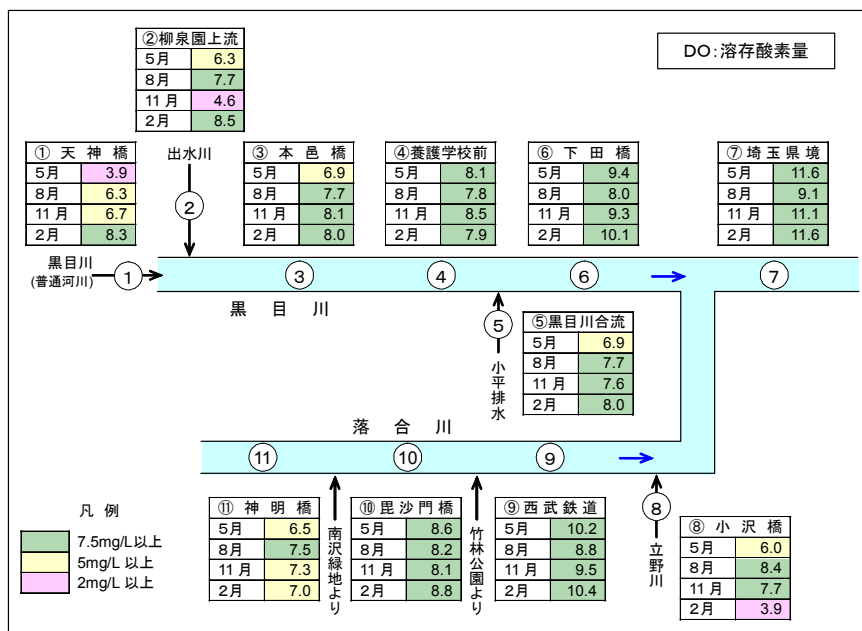 ②柳泉園上流
5月 6.3
8月 7.7
11月 4.6
2月 8.5
DO:溶存酸素量
① 天 神 橋
5月 3.9
8月 6.3
11月 6.7
2月 8.3
出水川
②
③ 本 邑 橋
5月 6.9
8月 7.7
11月 8.1
2月 8.0
④養護学校前
5月 8.1
8月 7.8
11月 8.5
2月 7.9
⑥ 下 田 橋
5月 9.4
8月 8.0
11月 9.3
2月 10.1
⑦埼玉県境
5月 11.6
8月 9.1
11月 11.1
2月 11.6
黒目川
(普通河川)
①
③
④
⑥
⑦
黒 目 川
⑤
小平排水
⑤黒目川合流
5月 6.9
8月 7.7
11月 7.6
2月 8.0
落 合 川
⑪
⑩
⑨
⑧
立野川
凡 例
7.5mg/L以上
5mg/L 以上
2mg/L 以上
⑪ 神 明 橋
5月 6.5
8月 7.5
11月 7.3
2月 7.0
南沢緑地より
⑩ 毘 沙 門 橋
5月 8.6
8月 8.2
11月 8.1
2月 8.8
竹林公園より
⑨ 西 武 鉄 道
5月 10.2
8月 8.8
11月 9.5
2月 10.4
⑧ 小 沢 橋
5月 6.0
8月 8.4
11月 7.7
2月 3.9